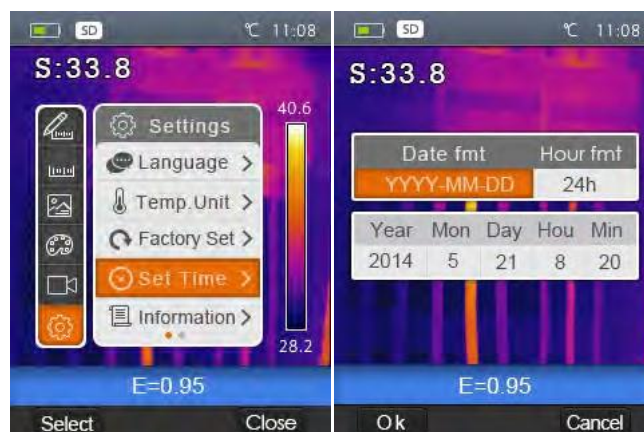 SD ℃ 11:08
S:33.8
40.6
Settings
Language >
Temp.Unit >
Factory Set >
Set Time >
Information >
28.2
E=0.95
Select Close
SD ℃ 11:08
S:33.8
Date fmt Hour fmt
YYYY-MM-DD 24h
Year Mon Day Hou Min
2014 5 21 8 20
E=0.95
Ok Cancel